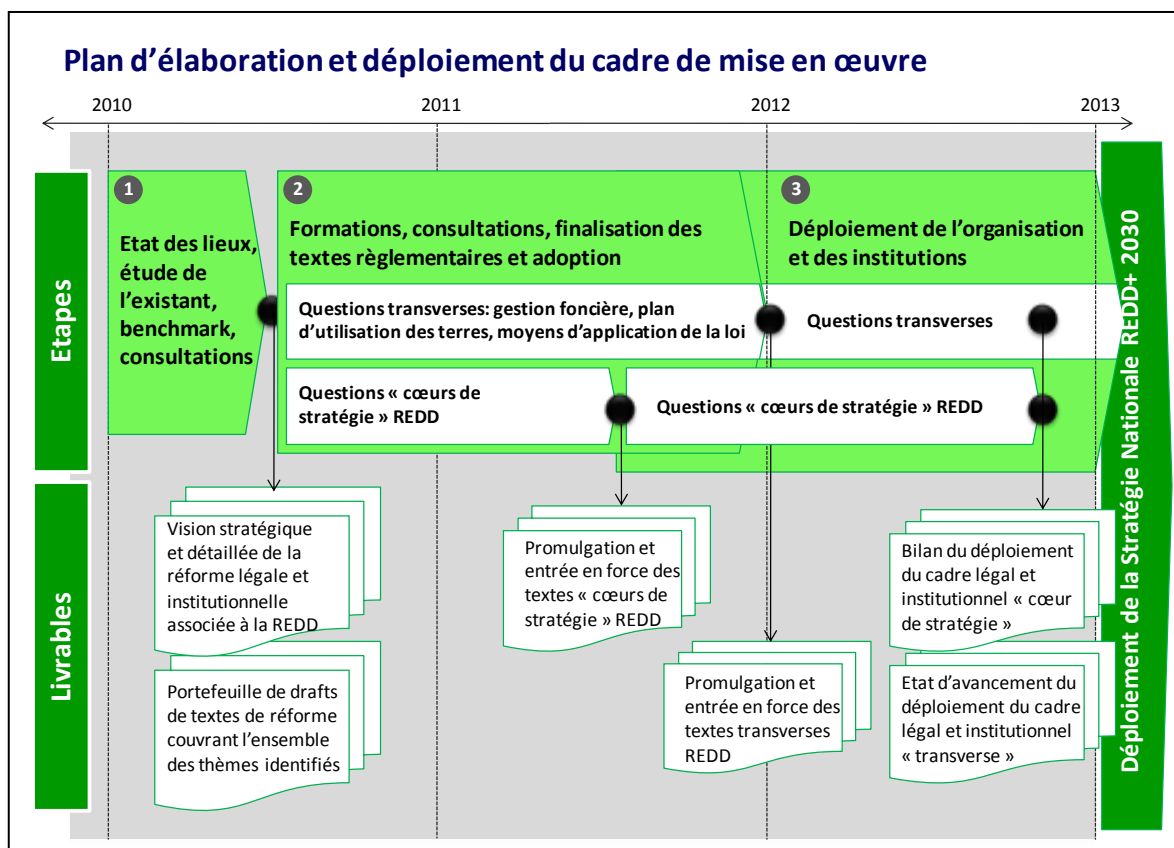 Plan d'élaboration et déploiement du cadre de mise en œuvre
2010
2011
2012
2013
Etapes
1
Etat des lieux,
étude de
l'existant,
benchmark,
consultations
2
Formations, consultations, finalisation des
textes règlementaires et adoption
Questions transverses: gestion foncière, plan
d'utilisation des terres, moyens d'application de la loi
Questions « cœurs de
stratégie » REDD
3
Déploiement de l'organisation
et des institutions
Questions transverses
Questions « cœurs de stratégie » REDD
Livrables
Vision stratégique
et détaillée de la
réforme légale et
institutionnelle
associée à la REDD
Portefeuille de drafts
de textes de réforme
couvrant l'ensemble
des thèmes identifiés
Promulgation et
entrée en force des
textes « cœurs de
stratégie » REDD
Promulgation et
entrée en force des
textes transverses
REDD
Bilan du déploiement
du cadre légal et
institutionnel « cœur
de stratégie »
Etat d'avancement du
déploiement du cadre
légal et institutionnel
« transverse »
Déploiement de la Stratégie Nationale REDD+ 2030